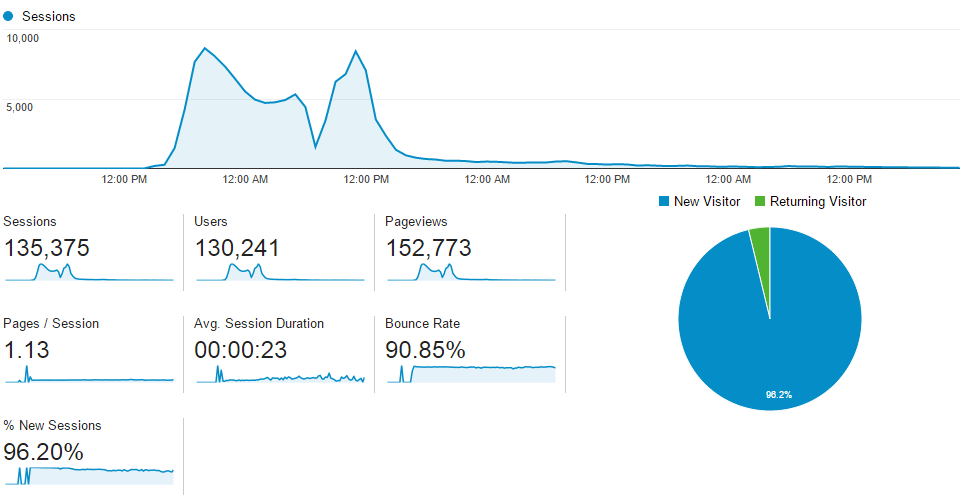 Sessions
10,000
5,000
12:00 PM 12:00 AM 12:00 PM 12:00 AM 12:00 PM 12:00 AM 12:00 PM
New Visitor Returning Visitor
Sessions Users Pageviews
135,375 130,241 152,773
Pages / Session Avg. Session Duration Bounce Rate
1.13 00:00:23 90.85%
96.2%
% New Sessions
96.20%